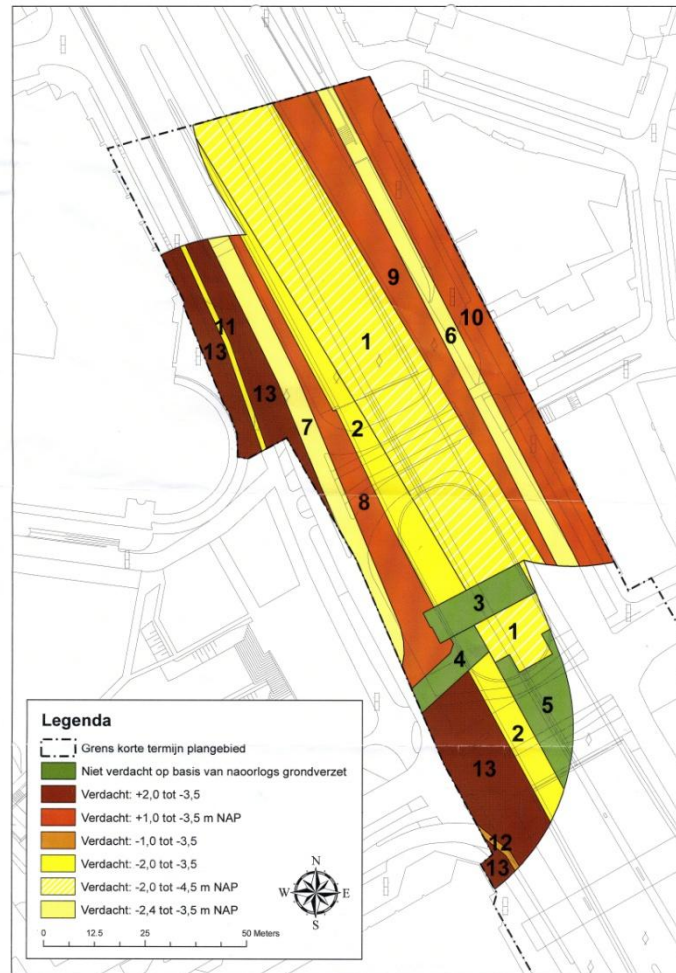 9
10
6
1
11
13
13
7
2
8
3
1
4
5
2
13
12
13
Legenda
Grens korte termijn plangebied
Niet verdacht op basis van naoorlogs grondverzet
Verdacht: +2,0 tot -3,5
Verdacht: +1,0 tot -3,5 m NAP
Verdacht: -1,0 tot -3,5
Verdacht: -2,0 tot -3,5
Verdacht: -2,0 tot -4,5 m NAP
Verdacht: -2,4 tot -3,5 m NAP
N
W E
S
0 12.5 25 50 Meters